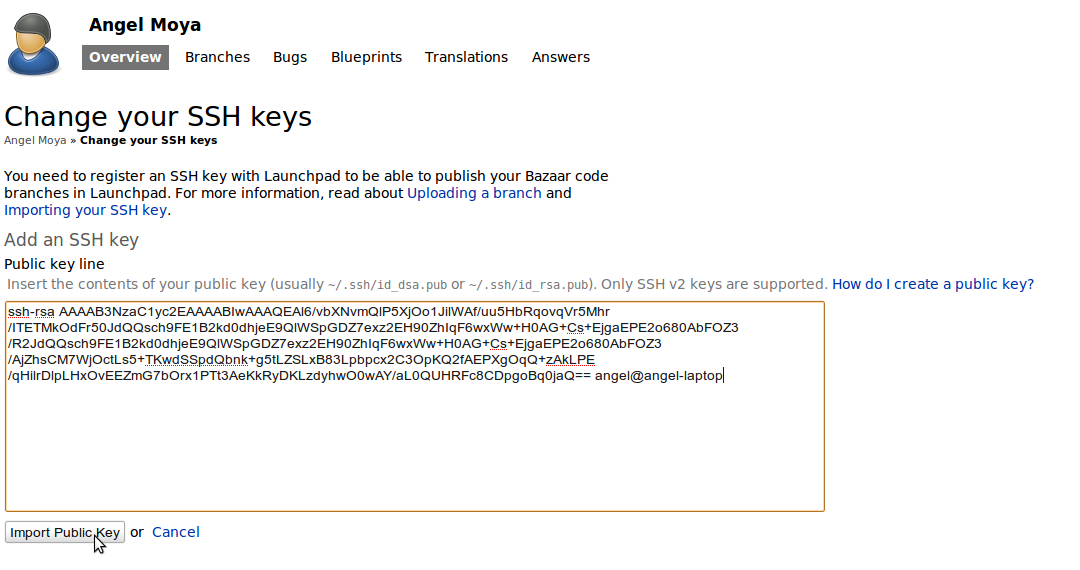 Angel Moya
Overview Branches Bugs Blueprints Translations Answers
Change your SSH keys
Angel Moya » Change your SSH keys
You need to register an SSH key with Launchpad to be able to publish your Bazaar code
branches in Launchpad. For more information, read about Uploading a branch and
Importing your SSH key.
Add an SSH key
Public key line
Insert the contents of your public key (usually ~/.ssh/id_dsa.pub or ~/.ssh/id_rsa.pub). Only SSH v2 keys are supported. How do I create a public key?
ssh-rsa AAAAB3NzaC1yc2EAAAABIwAAAQEAl6/vbXNvmQlP5XjOo1JilWAf/uu5HbRqovqVr5Mhr
/ITETMkOdFr50JdQQsch9FE1B2kd0dhjeE9QlWSpGDZ7exz2EH90ZhIqF6wxWw+H0AG+Cs+EjgaEPE2o680AbFOZ3
/R2JdQQsch9FE1B2kd0dhjeE9QlWSpGDZ7exz2EH90ZhIqF6wxWw+H0AG+Cs+EjgaEPE2o680AbFOZ3
/AjZhsCM7WjOctLs5+TKwdSSpdQbnk+g5tLZSLxB83Lpbpcx2C3OpKQ2fAEPXgOqQ+zAkLPE
/qHilrDlpLHxOvEEZmG7bOrx1PTt3AeKkRyDKLzdyhwO0wAY/aL0QUHRFc8CDpgoBq0jaQ== angel@angel-laptop
Import Public Key or Cancel